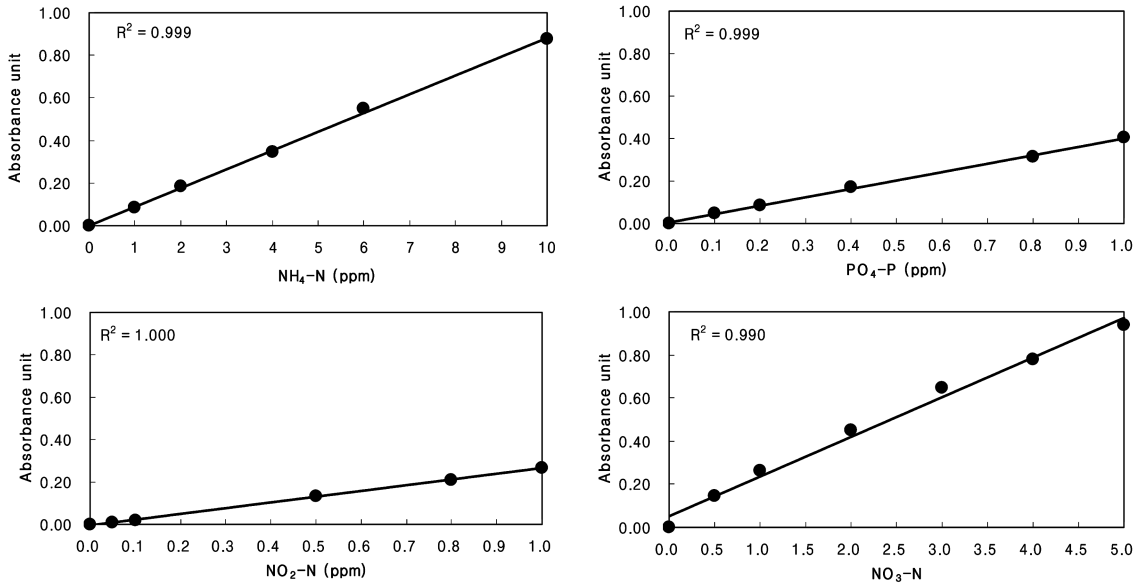 R² = 0.999
Absorbance unit
1.00
0.80
0.60
0.40
0.20
0.00
0 1 2 3 4 5 6 7 8 9 10
NH₄-N (ppm)
R² = 0.999
Absorbance unit
1.00
0.80
0.60
0.40
0.20
0.00
0.0 0.1 0.2 0.3 0.4 0.5 0.6 0.7 0.8 0.9 1.0
PO₄-P (ppm)
R² = 1.000
Absorbance unit
1.00
0.80
0.60
0.40
0.20
0.00
0.0 0.1 0.2 0.3 0.4 0.5 0.6 0.7 0.8 0.9 1.0
NO₂-N (ppm)
R² = 0.990
Absorbance unit
1.00
0.80
0.60
0.40
0.20
0.00
0.0 0.5 1.0 1.5 2.0 2.5 3.0 3.5 4.0 4.5 5.0
NO₃-N